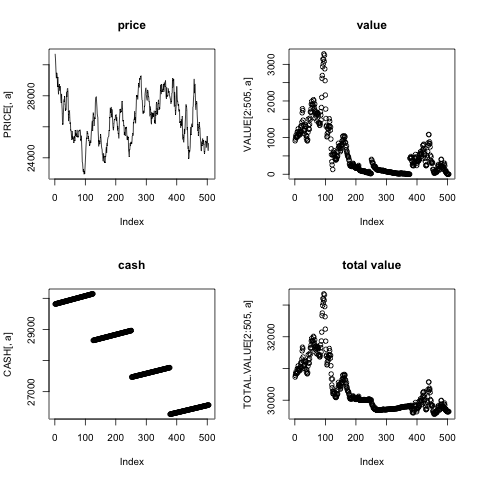 price
PRICE[, a]
24000 28000
0 100 200 300 400 500
Index
value
VALUE[2:505, a]
0 1000 2000 3000
0 100 200 300 400 500
Index
cash
CASH[, a]
27000 29000
0 100 200 300 400 500
Index
total value
TOTAL.VALUE[2:505, a]
30000 32000
0 100 200 300 400 500
Index